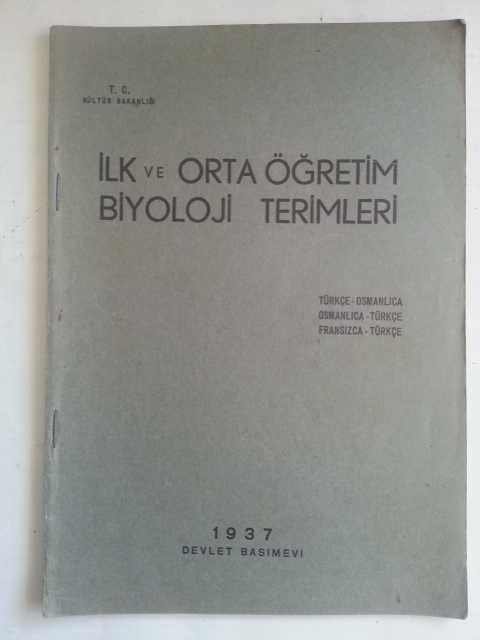 T. C.
KÜLTÜR BAKANLIĞI
İLK VE ORTA ÖĞRETİM
BİYOLOJİ TERİMLERİ
TÜRKÇE - OSMANLICA
OSMANLICA - TÜRKÇE
FRANSIZCA - TÜRKÇE
1937
DEVLET BASIMEVİ